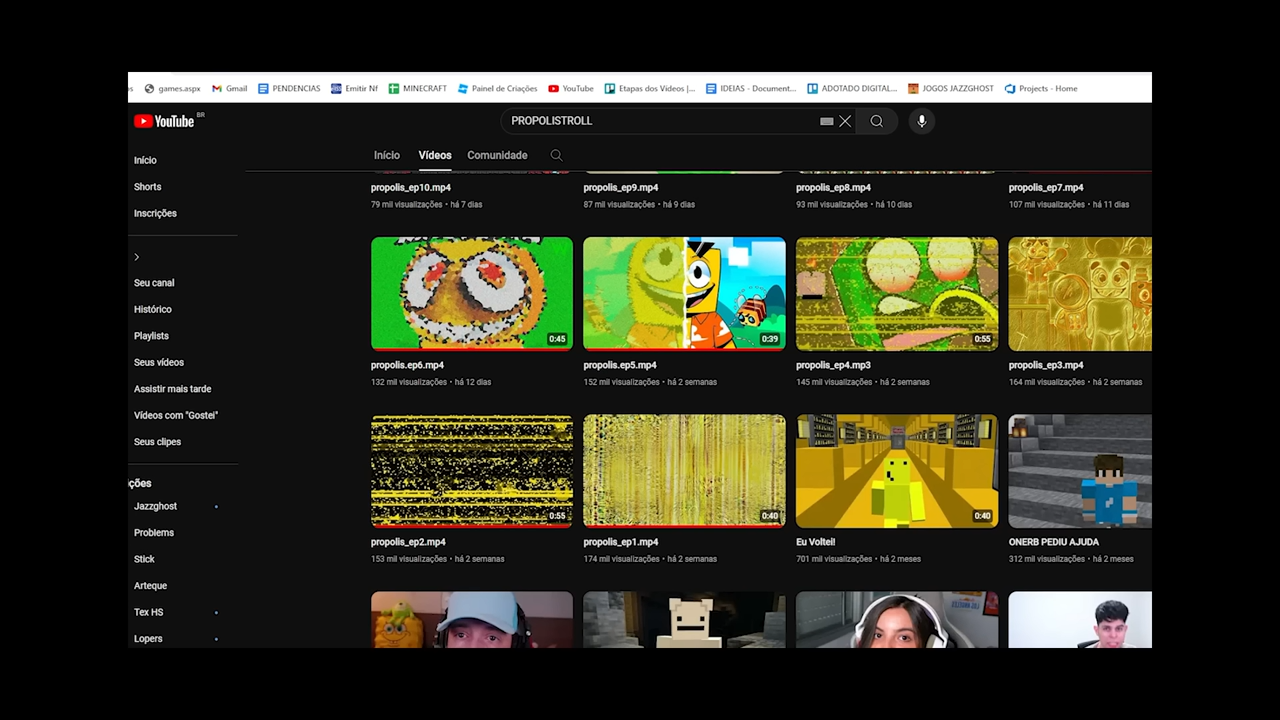 games.aspx Gmail PENDENCIAS Emitir Nf MINECRAFT Painel de Criações YouTube Etapas dos Vídeos |... IDEIAS - Document... ADOTADO DIGITAL... JOGOS JAZZGHOST Projects - Home
YouTube BR
PROPOLISTROLL
Início Vídeos Comunidade
Início
Shorts
Inscrições
Seu canal
Histórico
Playlists
Seus vídeos
Assistir mais tarde
Vídeos com "Gostei"
Seus clipes
ções
Jazzghost
Problems
Stick
Arteque
Tex HS
Lopers
propolis_ep10.mp4 propolis_ep9.mp4 propolis_ep8.mp4 propolis_ep7.mp4
79 mil visualizações • há 7 dias 87 mil visualizações • há 9 dias 93 mil visualizações • há 10 dias 107 mil visualizações • há 11 dias
0:45 0:39 0:55
propolis.ep6.mp4 propolis.ep5.mp4 propolis_ep4.mp3 propolis_ep3.mp4
132 mil visualizações • há 12 dias 152 mil visualizações • há 2 semanas 145 mil visualizações • há 2 semanas 164 mil visualizações • há 2 semanas
0:55 0:40 0:40
propolis_ep2.mp4 propolis_ep1.mp4 Eu Voltei! ONERB PEDIU AJUDA
153 mil visualizações • há 2 semanas 174 mil visualizações • há 2 semanas 701 mil visualizações • há 2 meses 312 mil visualizações • há 2 meses